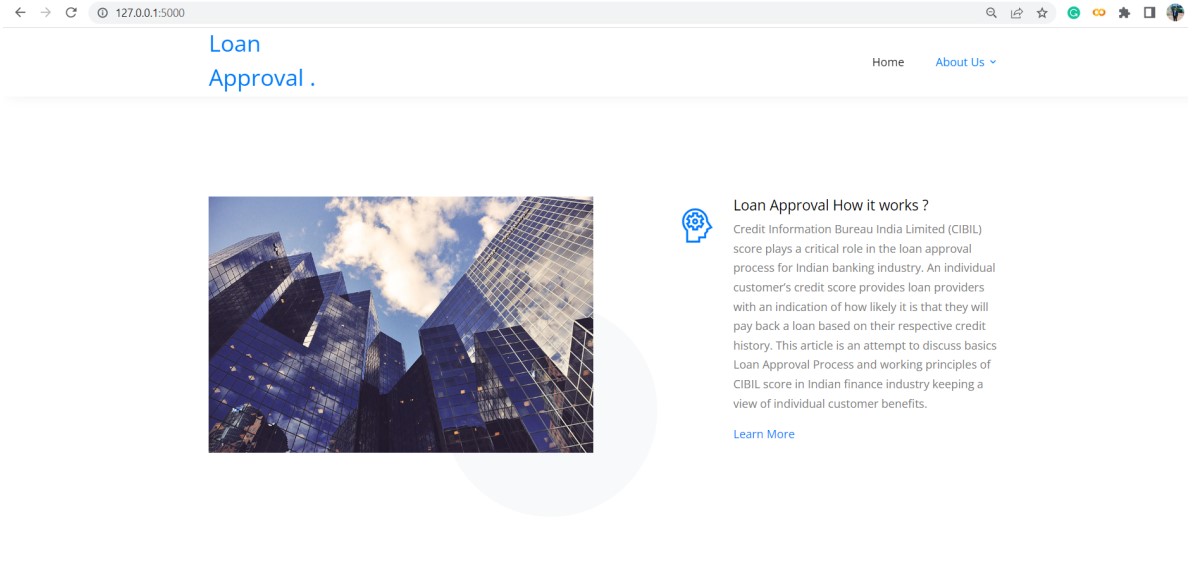 127.0.0.1:5000
Loan
Approval .
Home
About Us
Loan Approval How it works ?
Credit Information Bureau India Limited (CIBIL)
score plays a critical role in the loan approval
process for Indian banking industry. An individual
customer's credit score provides loan providers
with an indication of how likely it is that they will
pay back a loan based on their respective credit
history. This article is an attempt to discuss basics
Loan Approval Process and working principles of
CIBIL score in Indian finance industry keeping a
view of individual customer benefits.
Learn More